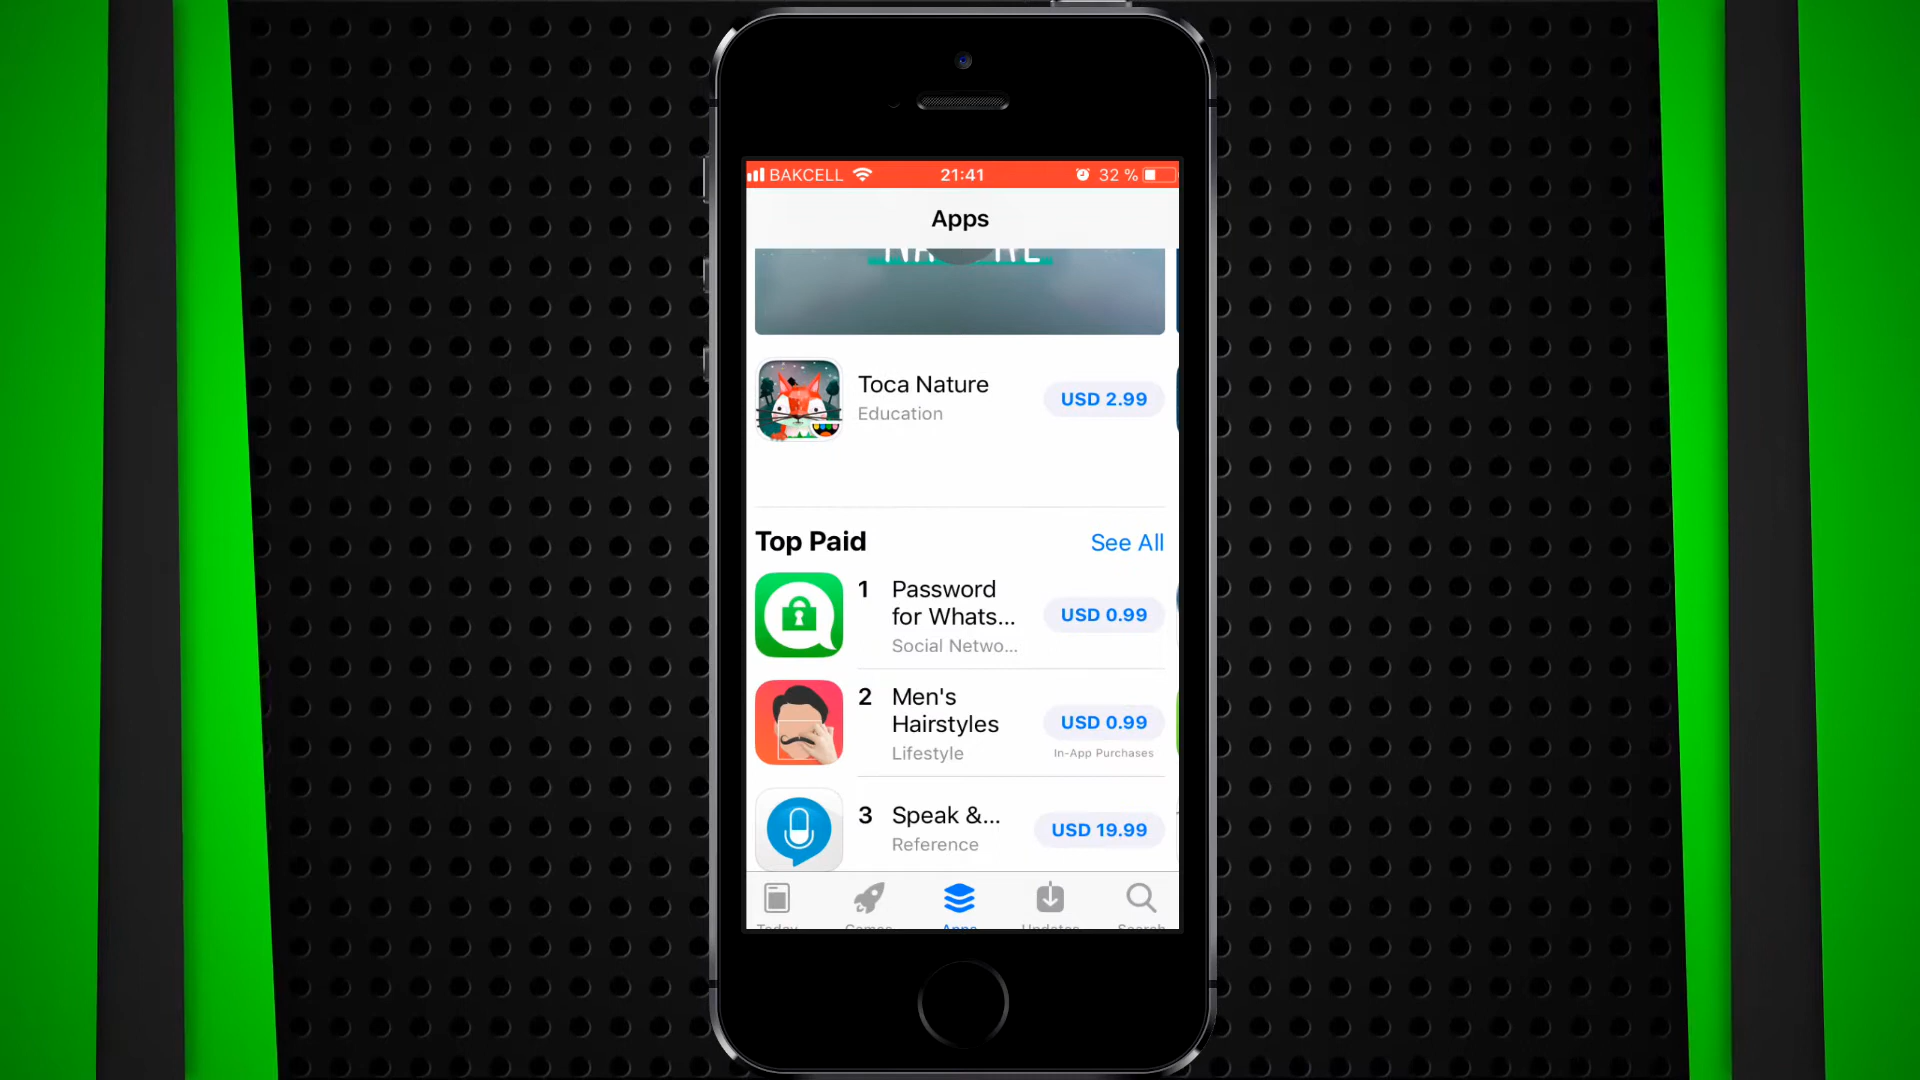 BAKCELL 21:41 32 %
Apps
Toca Nature
Education
USD 2.99
Top Paid
See All
1
Password
for Whats...
Social Netwo...
USD 0.99
2
Men's
Hairstyles
Lifestyle
USD 0.99
In-App Purchases
3
Speak &...
Reference
USD 19.99